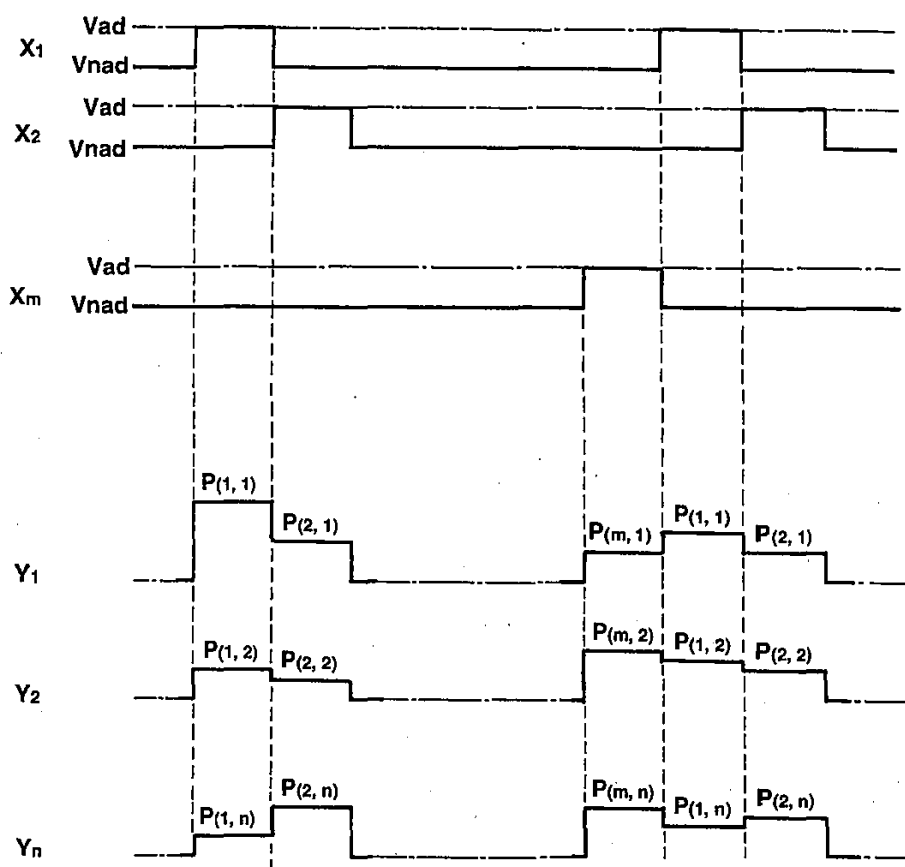 Vad
X1
Vnad
Vad
X2
Vnad
Vad
Xm
Vnad
P(1, 1)
P(2, 1)
P(m, 1)
P(1, 1)
P(2, 1)
Y1
P(1, 2)
P(2, 2)
P(m, 2)
P(1, 2)
P(2, 2)
Y2
P(1, n)
P(2, n)
P(m, n)
P(1, n)
P(2, n)
Yn